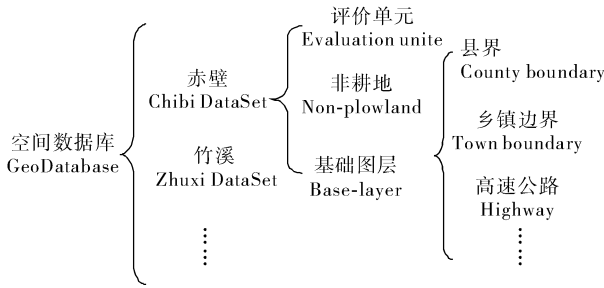 空间数据库
GeoDatabase
赤壁
Chibi DataSet
竹溪
Zhuxi DataSet
评价单元
Evaluation unite
非耕地
Non-plowland
基础图层
Base-layer
县界
County boundary
乡镇边界
Town boundary
高速公路
Highway